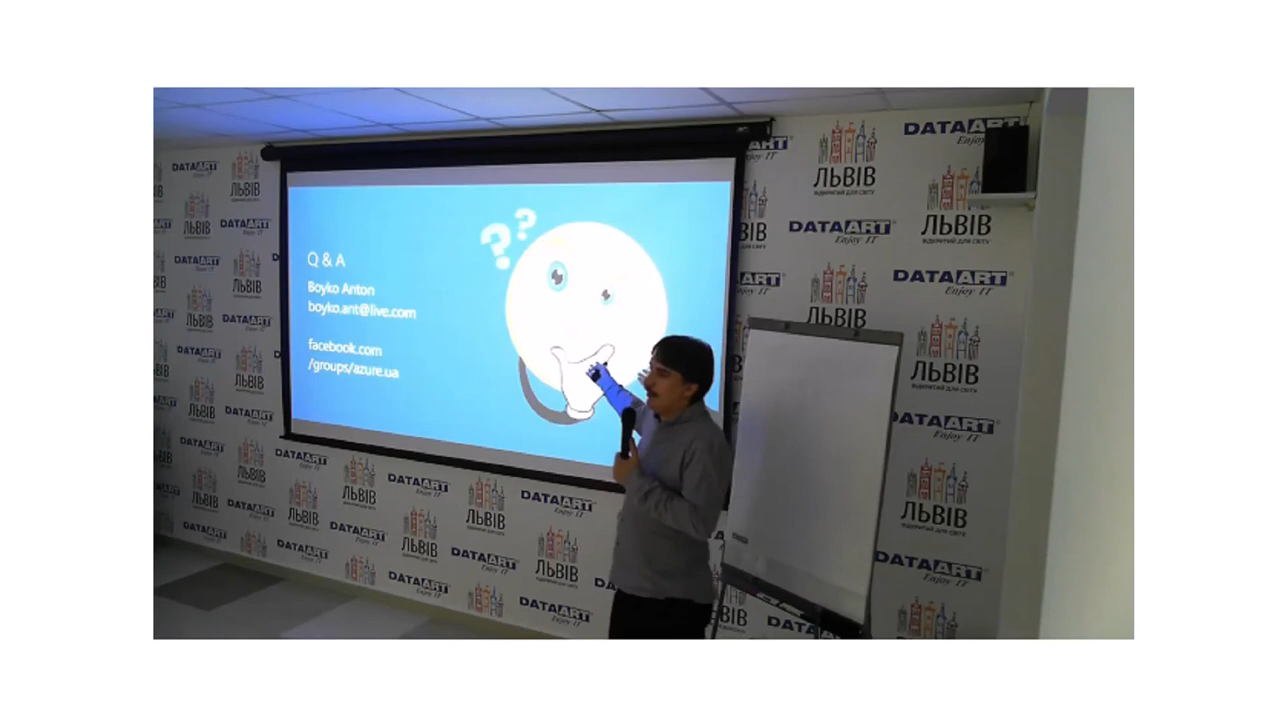 Q & A
Boyko Anton
boyko.ant@live.com
facebook.com
/groups/azure.ua
DATAART
Enjoy IT
ЛЬВІВ
ВІДКРИТИЙ ДЛЯ СВІТУ